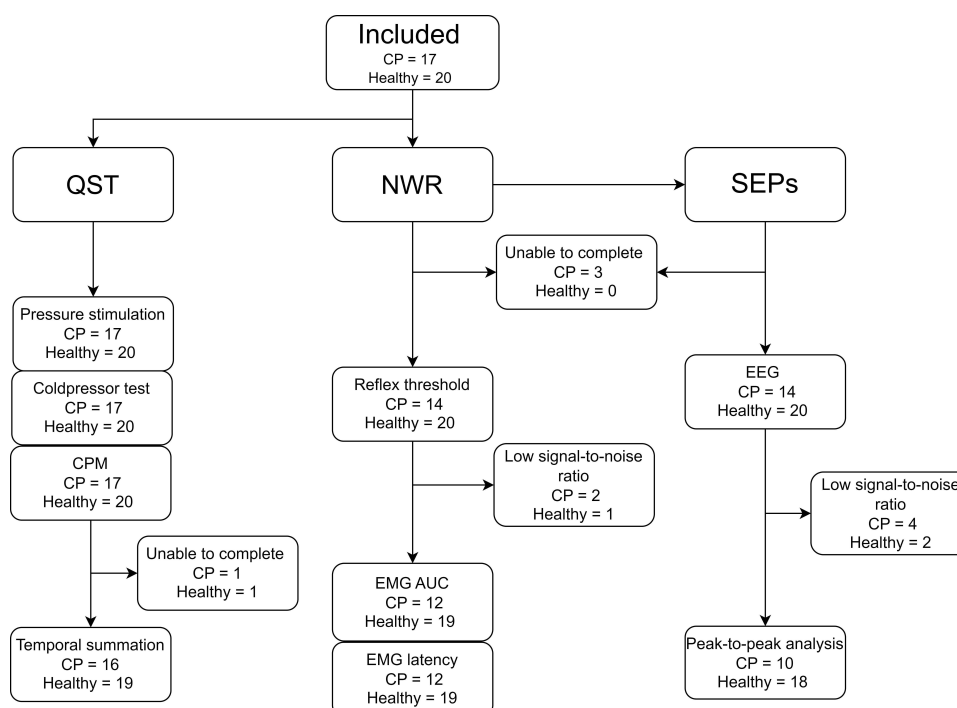 Included
CP = 17
Healthy = 20
QST
NWR
SEPs
Unable to complete
CP = 3
Healthy = 0
Pressure stimulation
CP = 17
Healthy = 20
Coldpressor test
CP = 17
Healthy = 20
CPM
CP = 17
Healthy = 20
Unable to complete
CP = 1
Healthy = 1
Temporal summation
CP = 16
Healthy = 19
Reflex threshold
CP = 14
Healthy = 20
Low signal-to-noise
ratio
CP = 2
Healthy = 1
EMG AUC
CP = 12
Healthy = 19
EMG latency
CP = 12
Healthy = 19
EEG
CP = 14
Healthy = 20
Low signal-to-noise
ratio
CP = 4
Healthy = 2
Peak-to-peak analysis
CP = 10
Healthy = 18